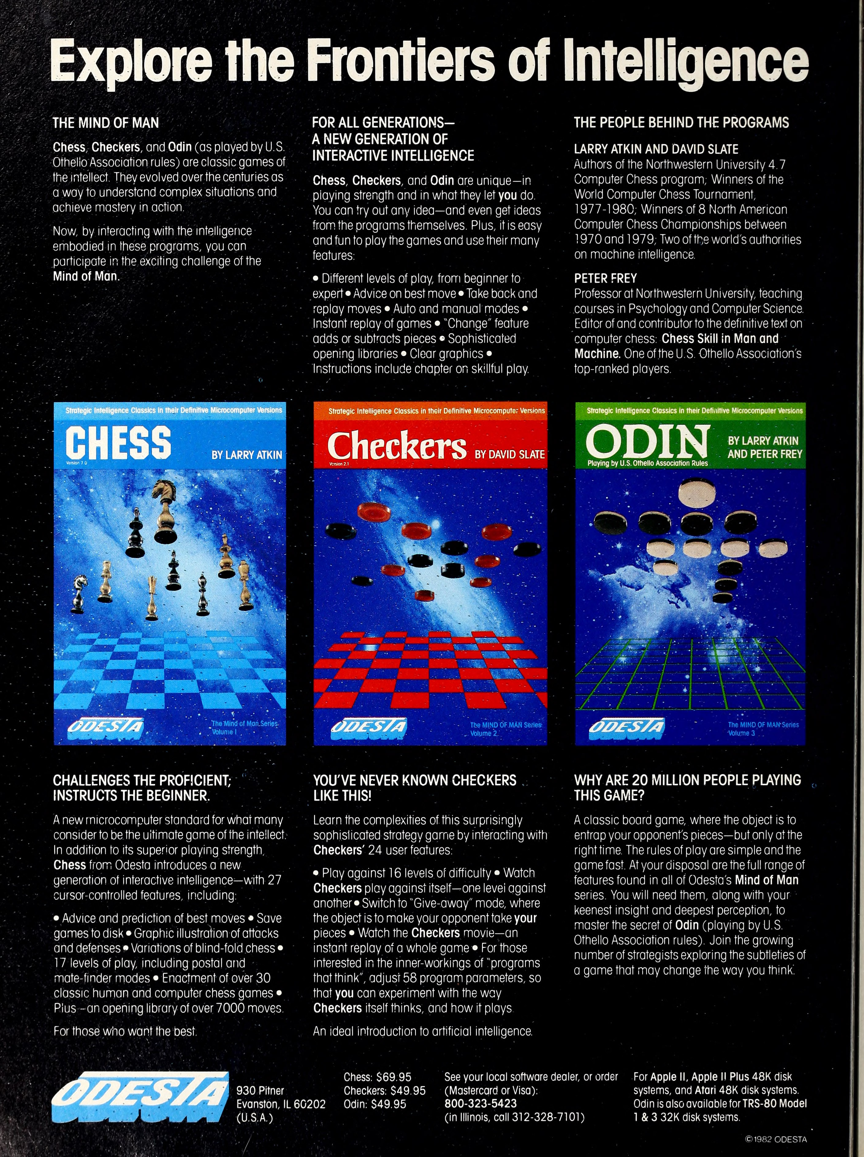 Explore the Frontiers of Intelligence
THE MIND OF MAN
Chess, Checkers, and Odin (as played by U.S.
Othello Association rules) are classic games of
the intellect. They evolved over the centuries as
a way to understand complex situations and
achieve mastery in action.
Now, by interacting with the intelligence
embodied in these programs, you can
participate in the exciting challenge of the
Mind of Man.
FOR ALL GENERATIONS—
A NEW GENERATION OF
INTERACTIVE INTELLIGENCE
Chess, Checkers, and Odin are unique—in
playing strength and in what they let you do.
You can try out any idea—and even get ideas
from the programs themselves. Plus, it is easy
and fun to play the games and use their many
features:
• Different levels of play, from beginner to
expert • Advice on best move • Take back and
replay moves • Auto and manual modes •
Instant replay of games • "Change" feature
adds or subtracts pieces • Sophisticated
opening libraries • Clear graphics •
Instructions include chapter on skillful play.
THE PEOPLE BEHIND THE PROGRAMS
LARRY ATKIN AND DAVID SLATE
Authors of the Northwestern University 4.7
Computer Chess program; Winners of the
World Computer Chess Tournament,
1977-1980; Winners of 8 North American
Computer Chess Championships between
1970 and 1979; Two of the world's authorities
on machine intelligence.
PETER FREY
Professor at Northwestern University, teaching
courses in Psychology and Computer Science.
Editor of and contributor to the definitive text on
computer chess: Chess Skill in Man and
Machine. One of the U.S. Othello Association's
top-ranked players.
Strategic Intelligence Classics in their Definitive Microcomputer Versions
CHESS
Version 7.0
BY LARRY ATKIN
ODESTA
The Mind of Man Series
Volume 1
Strategic Intelligence Classics in their Definitive Microcomputer Versions
Checkers
Version 2.1
BY DAVID SLATE
ODESTA
The MIND OF MAN Series
Volume 2
Strategic Intelligence Classics in their Definitive Microcomputer Versions
ODIN
Playing by U.S. Othello Association Rules
BY LARRY ATKIN
AND PETER FREY
ODESTA
The MIND OF MAN Series
Volume 3
CHALLENGES THE PROFICIENT;
INSTRUCTS THE BEGINNER.
A new microcomputer standard for what many
consider to be the ultimate game of the intellect.
In addition to its superior playing strength,
Chess from Odesta introduces a new
generation of interactive intelligence—with 27
cursor-controlled features, including:
• Advice and prediction of best moves • Save
games to disk • Graphic illustration of attacks
and defenses • Variations of blind-fold chess •
17 levels of play, including postal and
mate-finder modes • Enactment of over 30
classic human and computer chess games •
Plus—an opening library of over 7000 moves.
For those who want the best.
YOU'VE NEVER KNOWN CHECKERS
LIKE THIS!
Learn the complexities of this surprisingly
sophisticated strategy game by interacting with
Checkers' 24 user features:
• Play against 16 levels of difficulty • Watch
Checkers play against itself—one level against
another • Switch to "Give-away" mode, where
the object is to make your opponent take your
pieces • Watch the Checkers movie—an
instant replay of a whole game • For those
interested in the inner-workings of "programs
that think", adjust 58 program parameters, so
that you can experiment with the way
Checkers itself thinks, and how it plays.
An ideal introduction to artificial intelligence.
WHY ARE 20 MILLION PEOPLE PLAYING
THIS GAME?
A classic board game, where the object is to
entrap your opponent's pieces—but only at the
right time. The rules of play are simple and the
game fast. At your disposal are the full range of
features found in all of Odesta's Mind of Man
series. You will need them, along with your
keenest insight and deepest perception, to
master the secret of Odin (playing by U.S.
Othello Association rules). Join the growing
number of strategists exploring the subtleties of
a game that may change the way you think.
ODESTA
930 Pitner
Evanston, IL 60202
(U.S.A.)
Chess: $69.95
Checkers: $49.95
Odin: $49.95
See your local software dealer, or order
(Mastercard or Visa):
800-323-5423
(in Illinois, call 312-328-7101)
For Apple II, Apple II Plus 48K disk
systems, and Atari 48K disk systems.
Odin is also available for TRS-80 Model
1 & 3 32K disk systems.
©1982 ODESTA